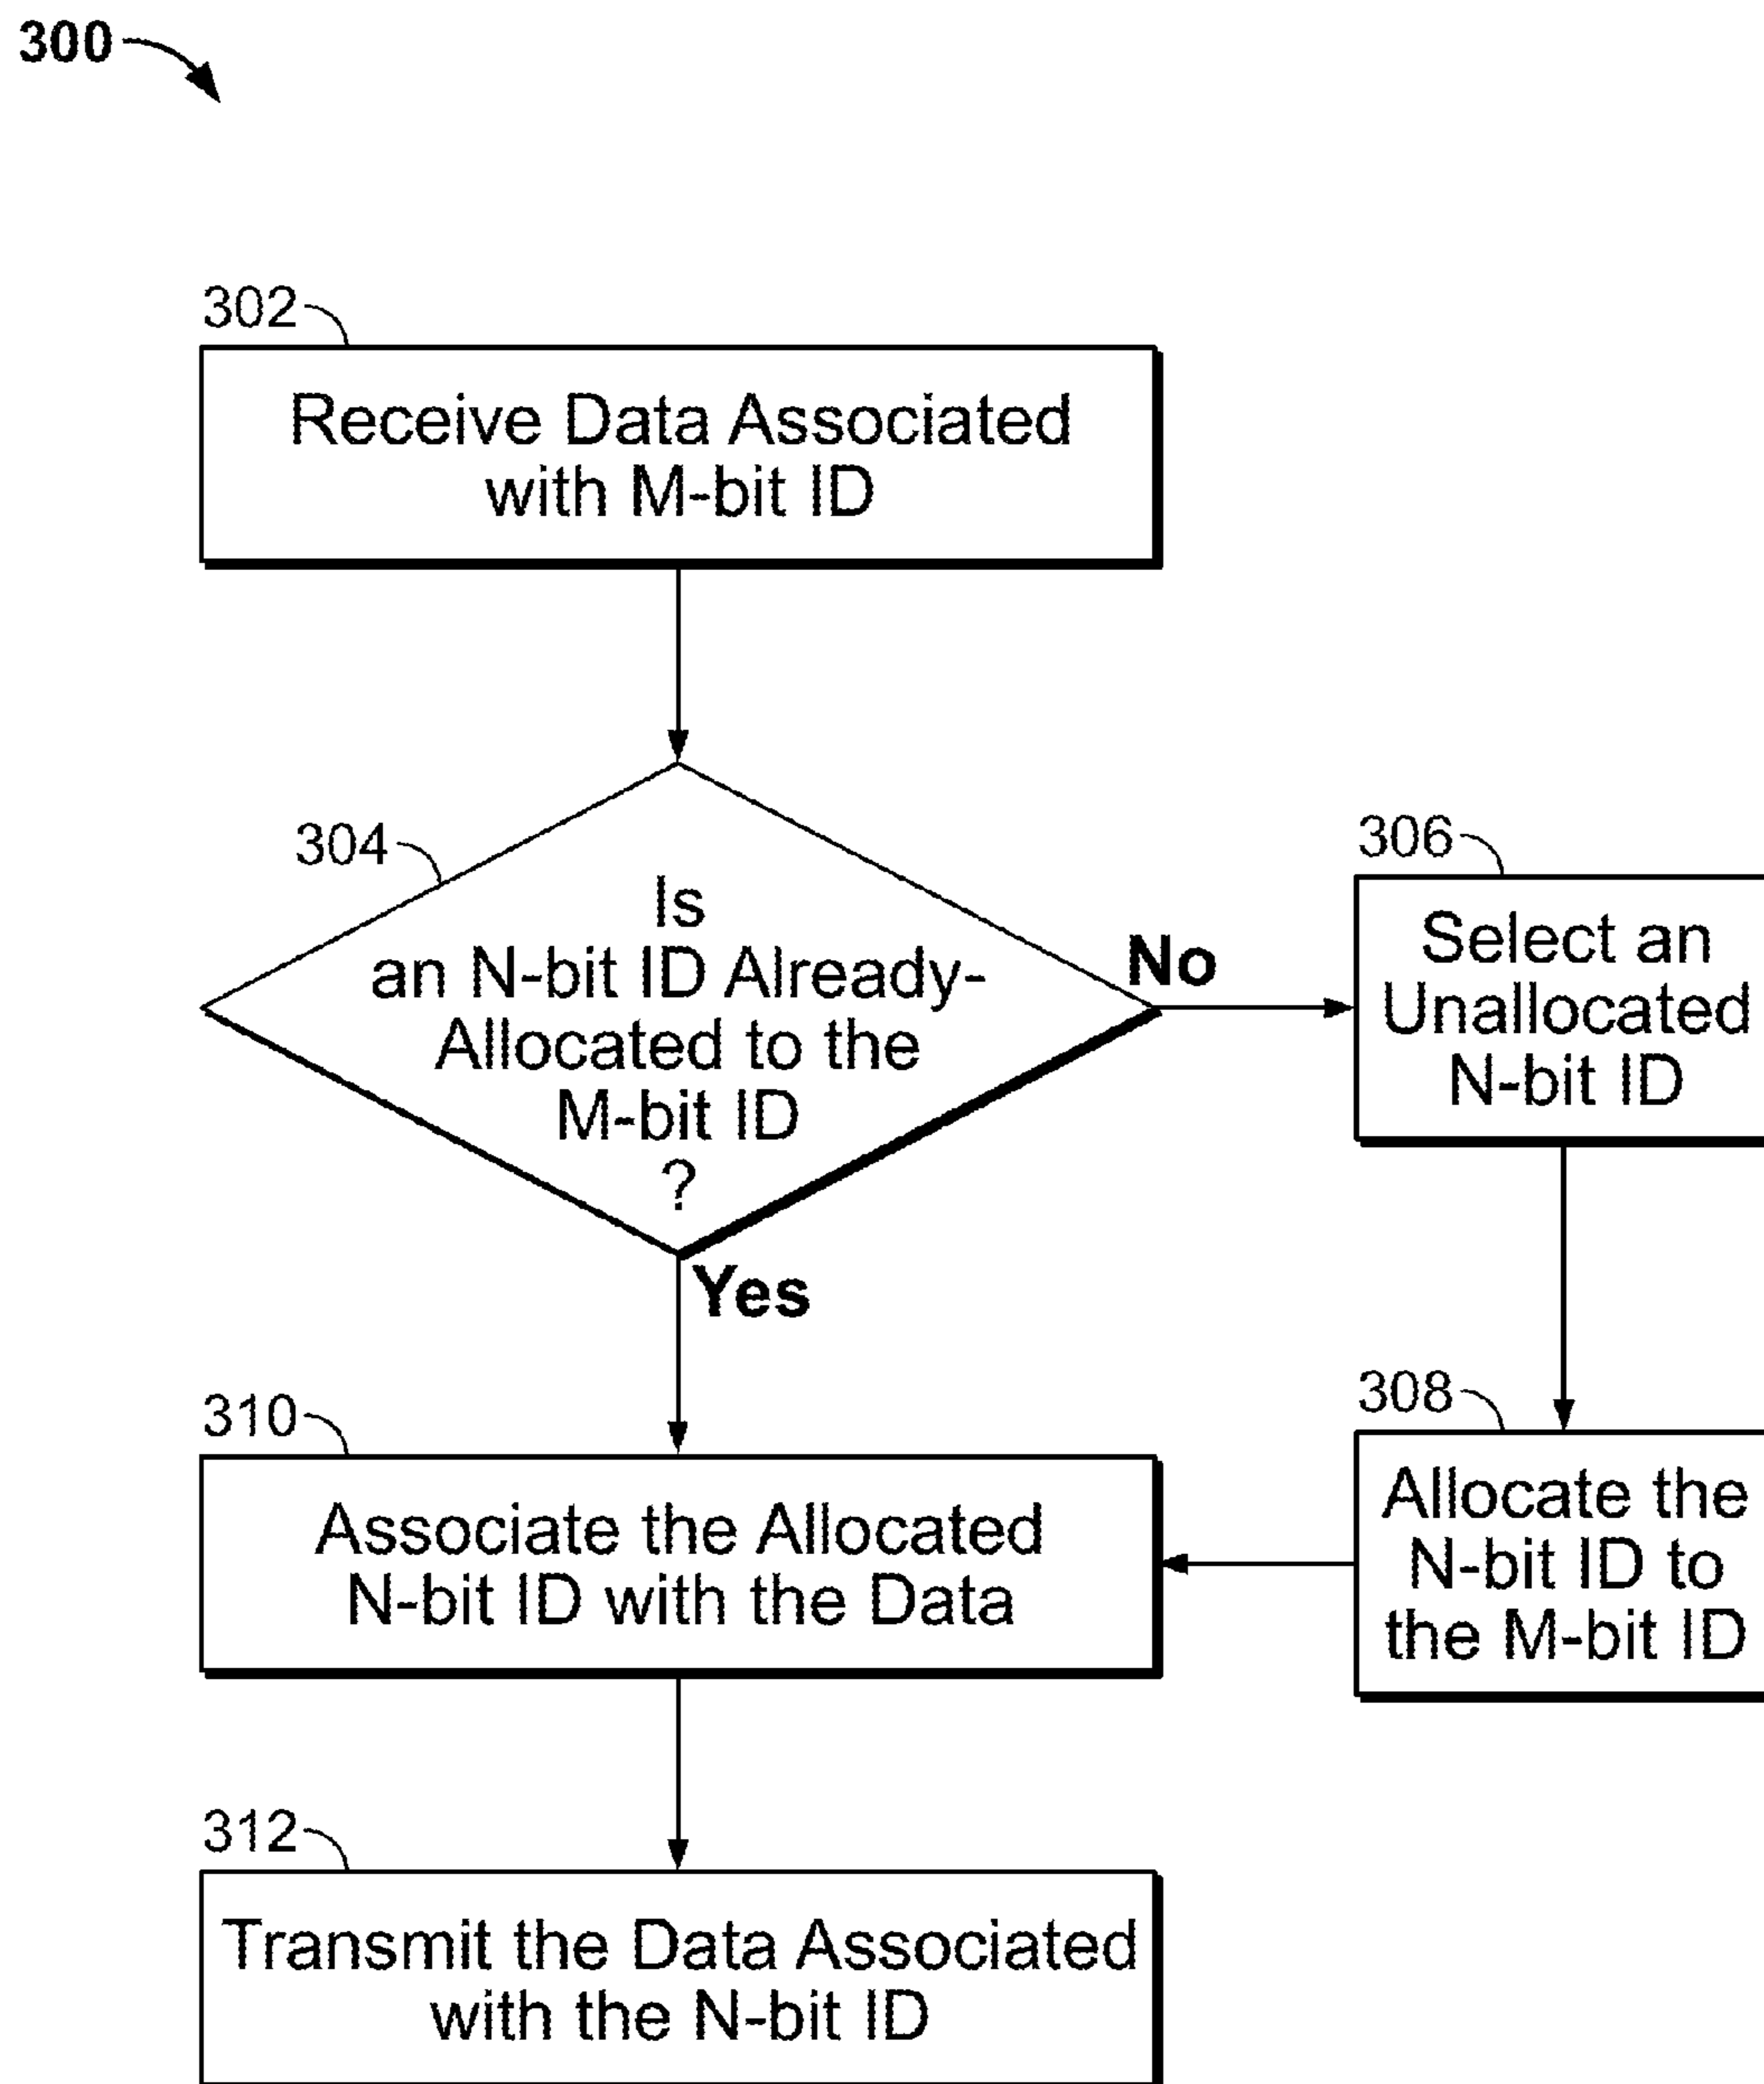 300
302
Receive Data Associated
with M-bit ID
304
Is
an N-bit ID Already-
Allocated to the
M-bit ID
?
No
Yes
306
Select an
Unallocated
N-bit ID
308
Allocate the
N-bit ID to
the M-bit ID
310
Associate the Allocated
N-bit ID with the Data
312
Transmit the Data Associated
with the N-bit ID